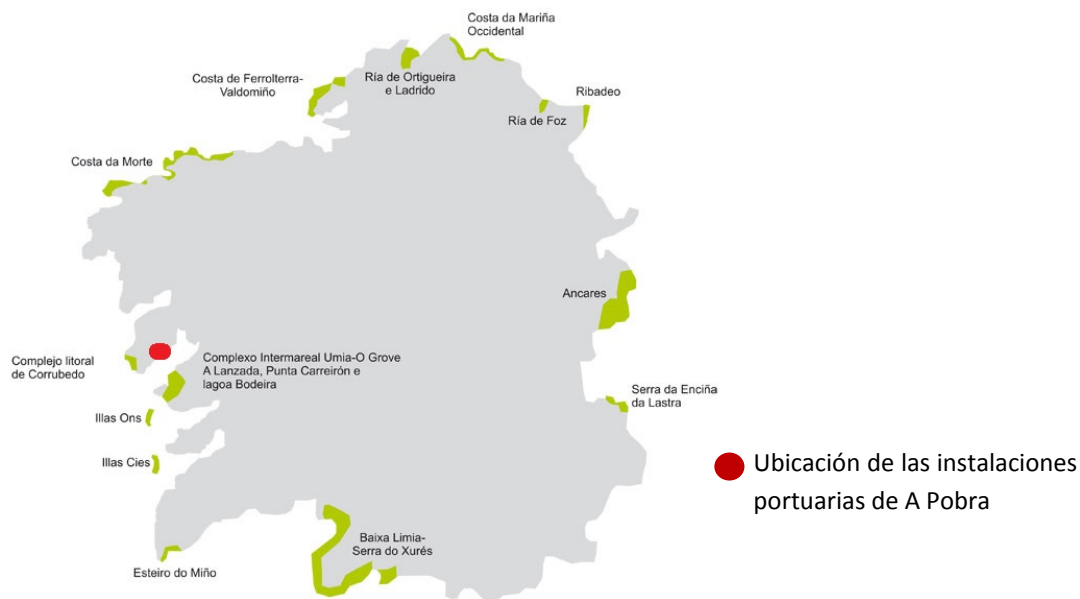 Costa da Mariña
Occidental
Costa de Ferrolterra-
Valdomiño
Ría de Ortigueira
e Ladrido
Ribadeo
Ría de Foz
Costa da Morte
Ancares
Complejo litoral
de Corrubedo
Complexo Intermareal Umia-O Grove
A Lanzada, Punta Carreirón e
lagoa Bodeira
Serra da Enciña
da Lastra
Illas Ons
Illas Cies
Ubicación de las instalaciones
portuarias de A Pobra
Baixa Limia-
Serra do Xurés
Esteiro do Miño